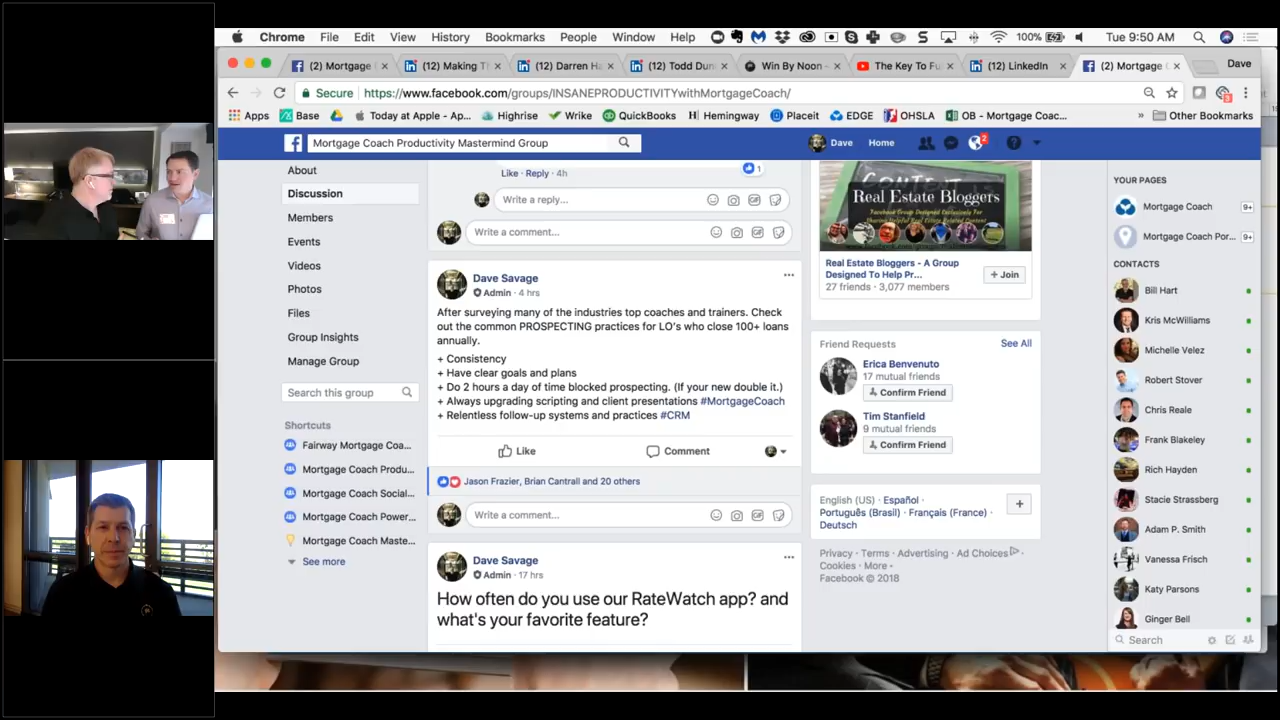 Chrome File Edit View History Bookmarks People Window Help 100% Tue 9:50 AM
(2) Mortgage (12) Making T (12) Darren Ha (12) Todd Dun Win By Noon – The Key To Fu (12) LinkedIn (2) Mortgage Dave
Secure https://www.facebook.com/groups/INSANEPRODUCTIVITYwithMortgageCoach/
Apps Base Today at Apple - Ap... Highrise Wrike QuickBooks Hemingway Placeit EDGE OHSLA OB - Mortgage Coac... » Other Bookmarks
Mortgage Coach Productivity Mastermind Group Dave Home 2
About
Discussion
Members
Events
Videos
Photos
Files
Group Insights
Manage Group
Search this group
Shortcuts
Fairway Mortgage Coa...
Mortgage Coach Produ...
Mortgage Coach Social...
Mortgage Coach Power...
Mortgage Coach Maste...
See more
Like · Reply · 4h 1
Write a reply...
Write a comment...
Dave Savage
Admin · 4 hrs
After surveying many of the industries top coaches and trainers. Check
out the common PROSPECTING practices for LO's who close 100+ loans
annually.
+ Consistency
+ Have clear goals and plans
+ Do 2 hours a day of time blocked prospecting. (If your new double it.)
+ Always upgrading scripting and client presentations #MortgageCoach
+ Relentless follow-up systems and practices #CRM
Like Comment
Jason Frazier, Brian Cantrall and 20 others
Write a comment...
Dave Savage
Admin · 17 hrs
How often do you use our RateWatch app? and
what's your favorite feature?
Real Estate Bloggers
Real Estate Bloggers - A Group
Designed To Help Pr...
27 friends · 3,077 members
+ Join
Friend Requests See All
Erica Benvenuto
17 mutual friends
Confirm Friend
Tim Stanfield
9 mutual friends
Confirm Friend
English (US) · Español ·
Português (Brasil) · Français (France) ·
Deutsch
Privacy · Terms · Advertising · Ad Choices ·
Cookies · More ·
Facebook © 2018
YOUR PAGES
Mortgage Coach 9+
Mortgage Coach Por... 9+
CONTACTS
Bill Hart
Kris McWilliams
Michelle Velez
Robert Stover
Chris Reale
Frank Blakeley
Rich Hayden
Stacie Strassberg
Adam P. Smith
Vanessa Frisch
Katy Parsons
Ginger Bell
Search